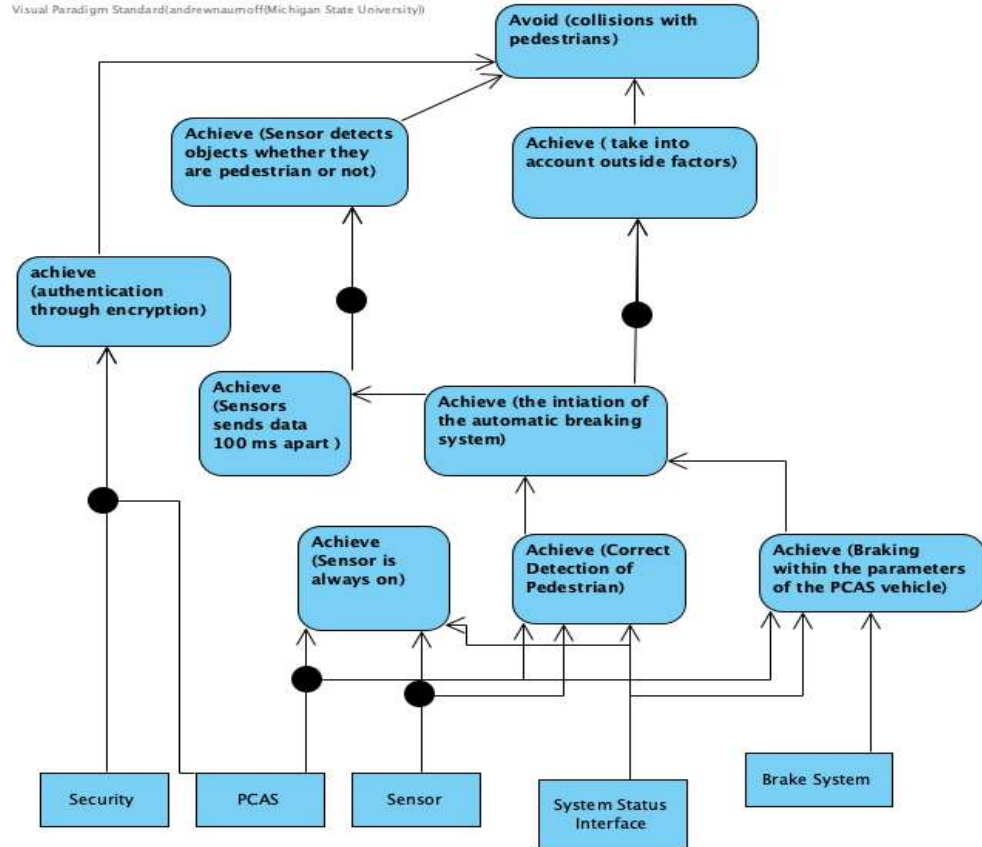 Visual Paradigm Standard(andrewnaumoff(Michigan State University))
Avoid (collisions with
pedestrians)
Achieve (Sensor detects
objects whether they
are pedestrian or not)
Achieve ( take into
account outside factors)
achieve
(authentication
through encryption)
Achieve
(Sensors
sends data
100 ms apart )
Achieve (the intiation of
the automatic breaking
system)
Achieve
(Sensor is
always on)
Achieve (Correct
Detection of
Pedestrian)
Achieve (Braking
within the parameters
of the PCAS vehicle)
Security
PCAS
Sensor
System Status
Interface
Brake System